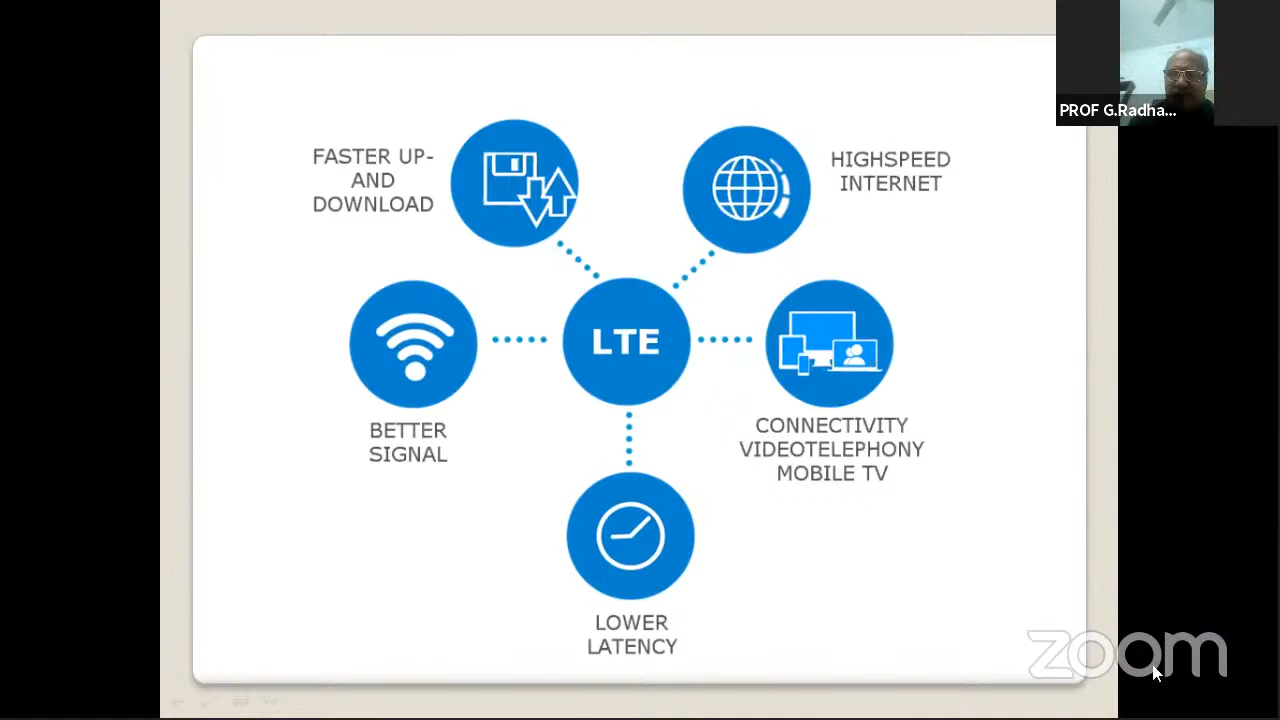 PROF G.Radha...
FASTER UP-
AND
DOWNLOAD
HIGHSPEED
INTERNET
LTE
BETTER
SIGNAL
CONNECTIVITY
VIDEOTELEPHONY
MOBILE TV
LOWER
LATENCY
zoom